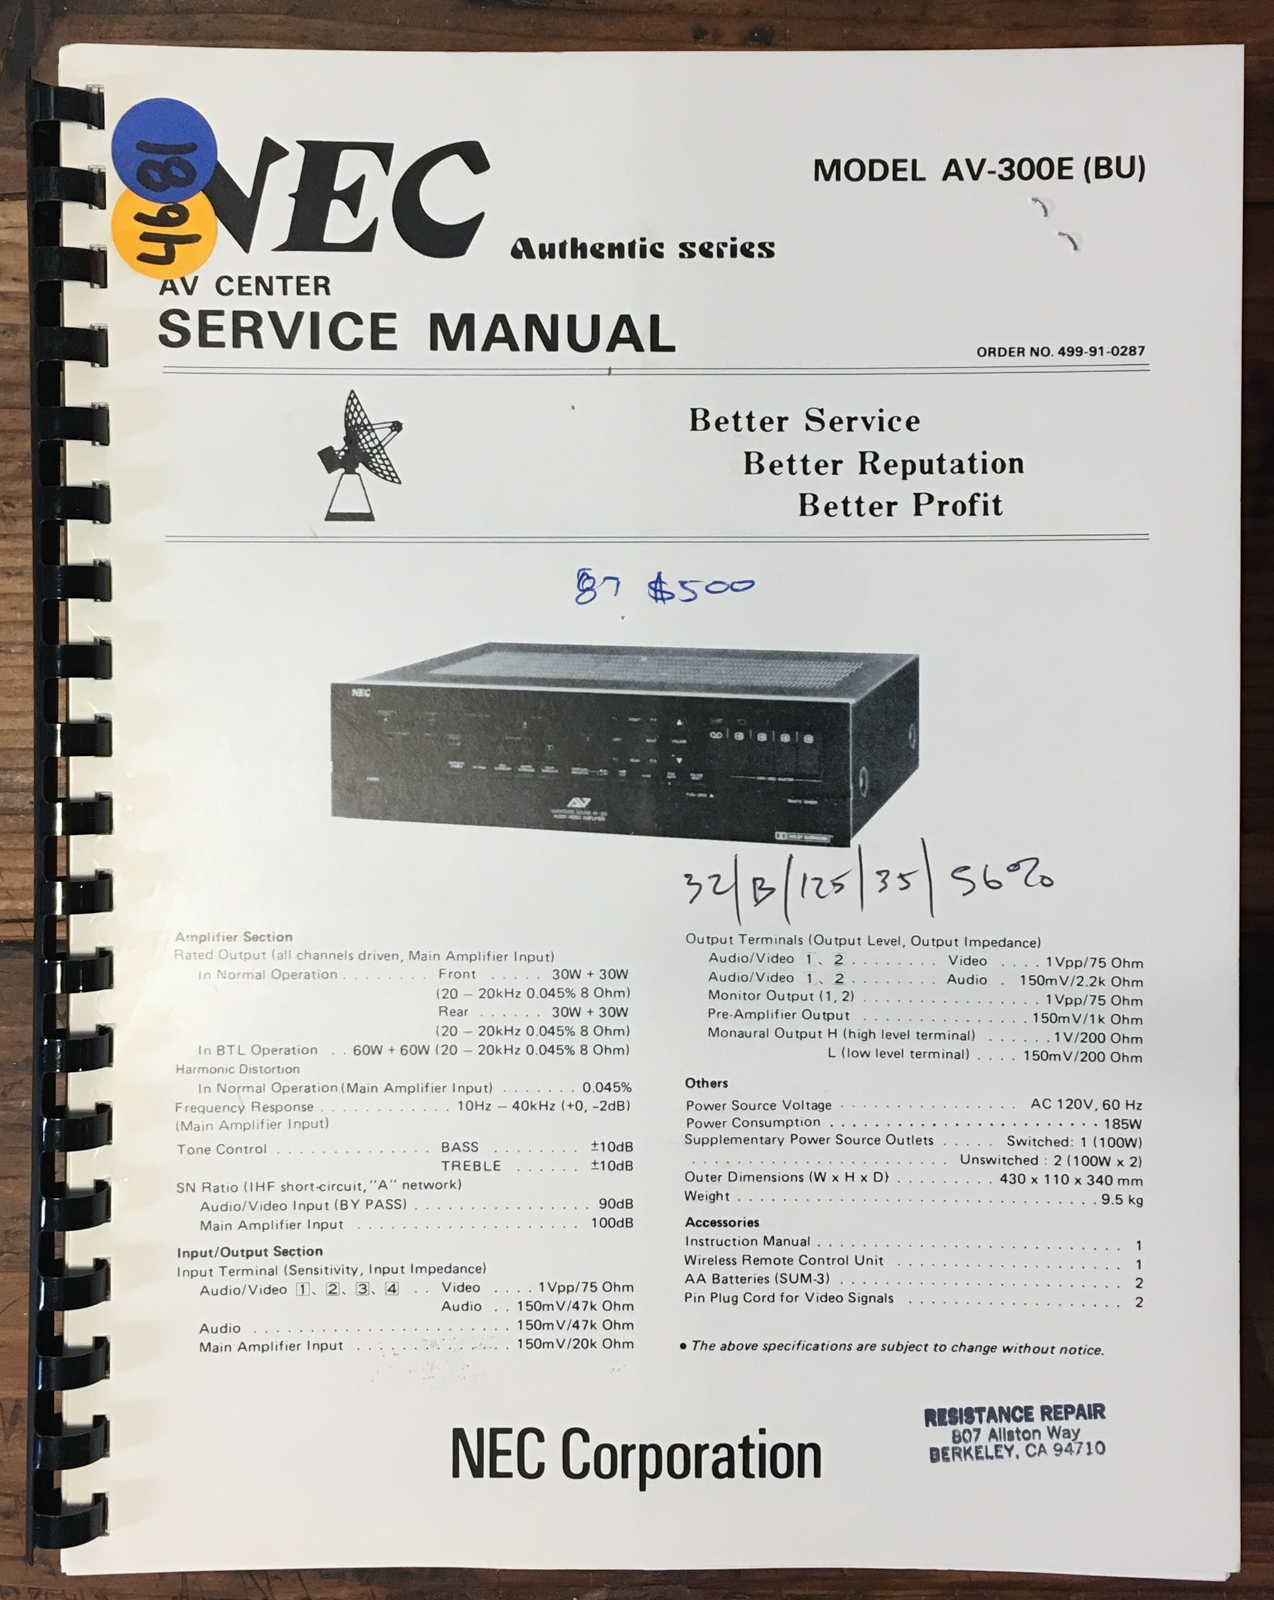 4681
NEC
Authentic series
MODEL AV-300E (BU)
AV CENTER
SERVICE MANUAL
ORDER NO. 499-91-0287
Better Service
Better Reputation
Better Profit
87 $500
NEC
32/B/125/35/56%
Amplifier Section
Rated Output (all channels driven, Main Amplifier Input)
In Normal Operation . . . . . . . . Front . . . . . 30W + 30W
(20 – 20kHz 0.045% 8 Ohm)
Rear . . . . . . 30W + 30W
(20 – 20kHz 0.045% 8 Ohm)
In BTL Operation . . 60W + 60W (20 – 20kHz 0.045% 8 Ohm)
Harmonic Distortion
In Normal Operation (Main Amplifier Input) . . . . . . . 0.045%
Frequency Response . . . . . . . . . . . . 10Hz – 40kHz (+0, -2dB)
(Main Amplifier Input)
Tone Control . . . . . . . . . . . . . BASS . . . . . . . . ±10dB
TREBLE . . . . . . ±10dB
SN Ratio (IHF short-circuit, "A" network)
Audio/Video Input (BY PASS) . . . . . . . . . . . . . . . . . 90dB
Main Amplifier Input . . . . . . . . . . . . . . . . . . . . 100dB
Input/Output Section
Input Terminal (Sensitivity, Input Impedance)
Audio/Video 1、2、3、4 . . Video . . . . 1Vpp/75 Ohm
Audio . . 150mV/47k Ohm
Audio . . . . . . . . . . . . . . . . . . . . . . 150mV/47k Ohm
Main Amplifier Input . . . . . . . . . . . . . 150mV/20k Ohm
Output Terminals (Output Level, Output Impedance)
Audio/Video 1、2 . . . . . . . . Video . . . . 1Vpp/75 Ohm
Audio/Video 1、2 . . . . . . . . Audio . 150mV/2.2k Ohm
Monitor Output (1, 2) . . . . . . . . . . . . . . . 1Vpp/75 Ohm
Pre-Amplifier Output . . . . . . . . . . . . . . . 150mV/1k Ohm
Monaural Output H (high level terminal) . . . . . . 1V/200 Ohm
L (low level terminal) . . . . 150mV/200 Ohm
Others
Power Source Voltage . . . . . . . . . . . . . . . . AC 120V, 60 Hz
Power Consumption . . . . . . . . . . . . . . . . . . . . . . . . . 185W
Supplementary Power Source Outlets . . . . . Switched: 1 (100W)
. . . . . . . . . . . . . . . . . . . . . . . Unswitched : 2 (100W x 2)
Outer Dimensions (W x H x D) . . . . . . . . . 430 x 110 x 340 mm
Weight . . . . . . . . . . . . . . . . . . . . . . . . . . . . . . . . . 9.5 kg
Accessories
Instruction Manual . . . . . . . . . . . . . . . . . . . . . . . . . . . . 1
Wireless Remote Control Unit . . . . . . . . . . . . . . . . . . . . 1
AA Batteries (SUM-3) . . . . . . . . . . . . . . . . . . . . . . . . . . 2
Pin Plug Cord for Video Signals . . . . . . . . . . . . . . . . . . . 2
● The above specifications are subject to change without notice.
NEC Corporation
RESISTANCE REPAIR
807 Allston Way
BERKELEY, CA 94710